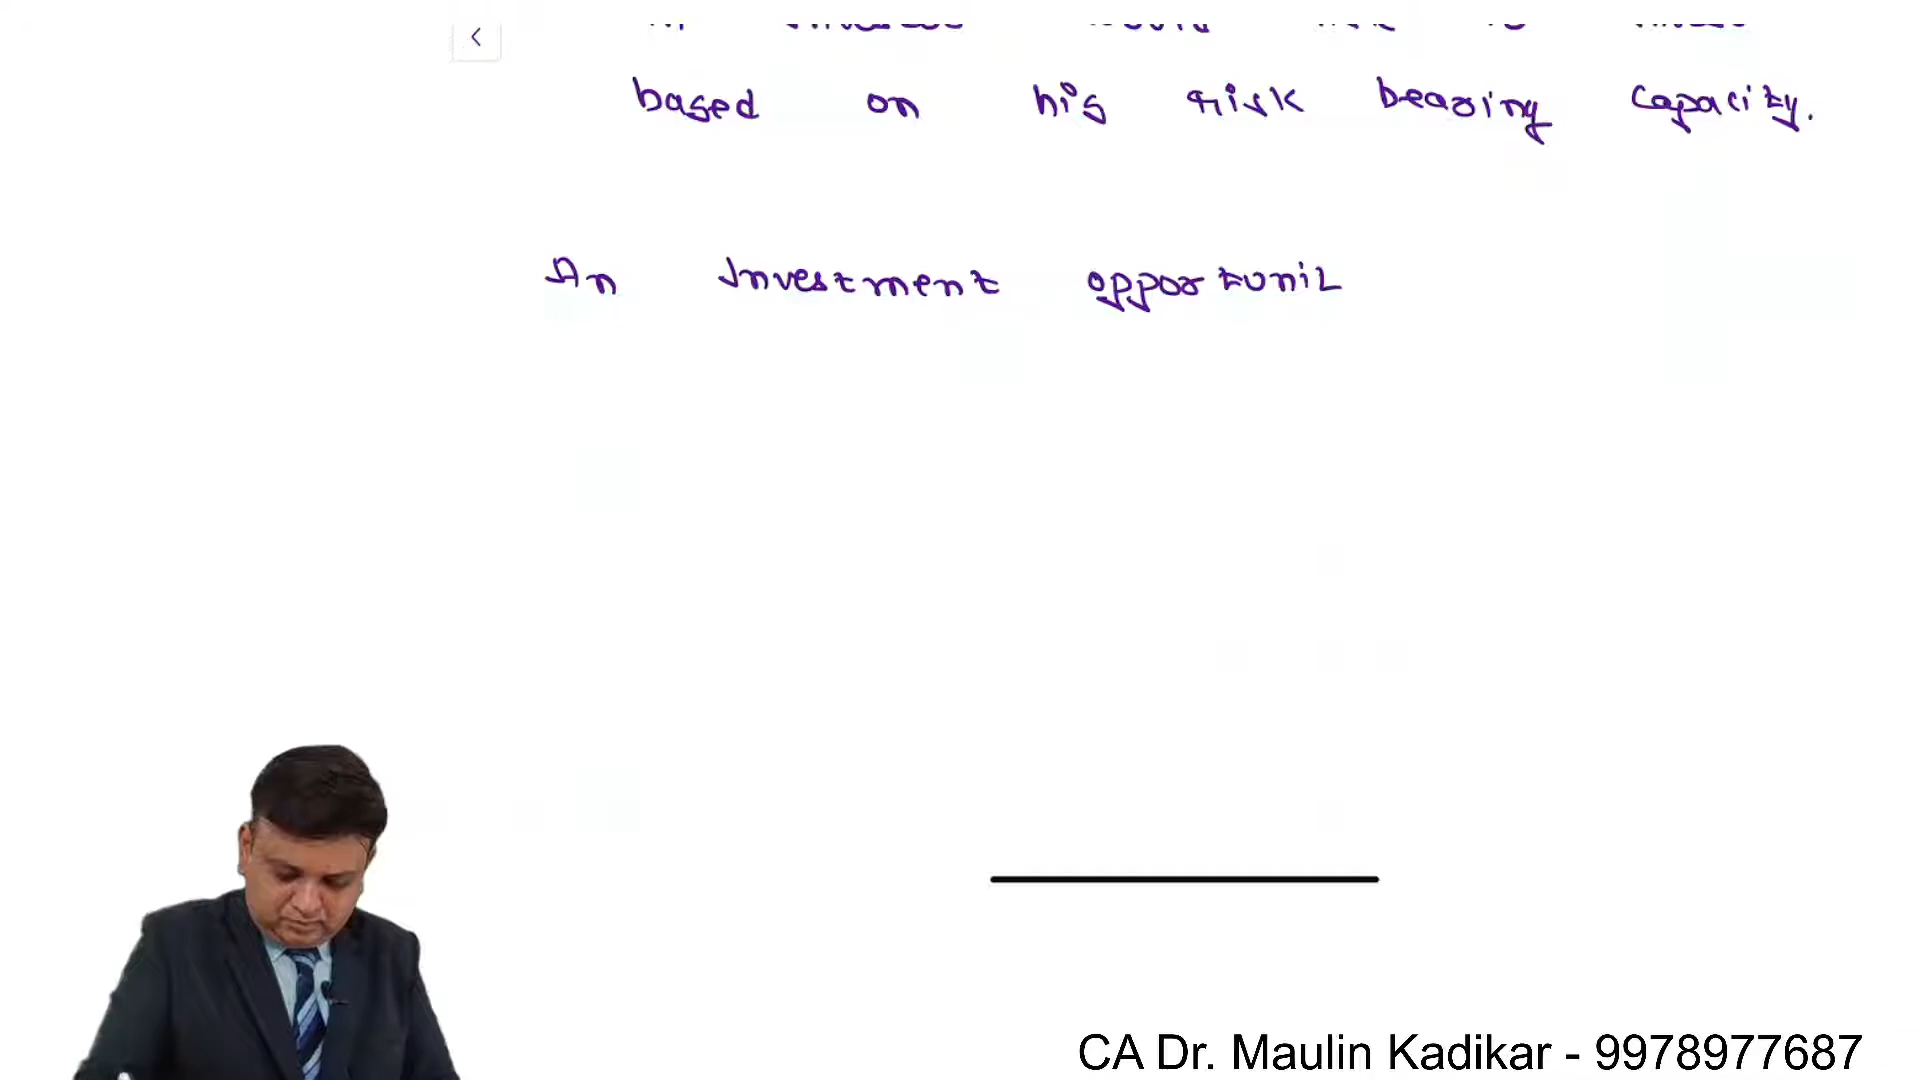 based on his risk bearing capacity.
An Investment opportunit
CA Dr. Maulin Kadikar - 9978977687